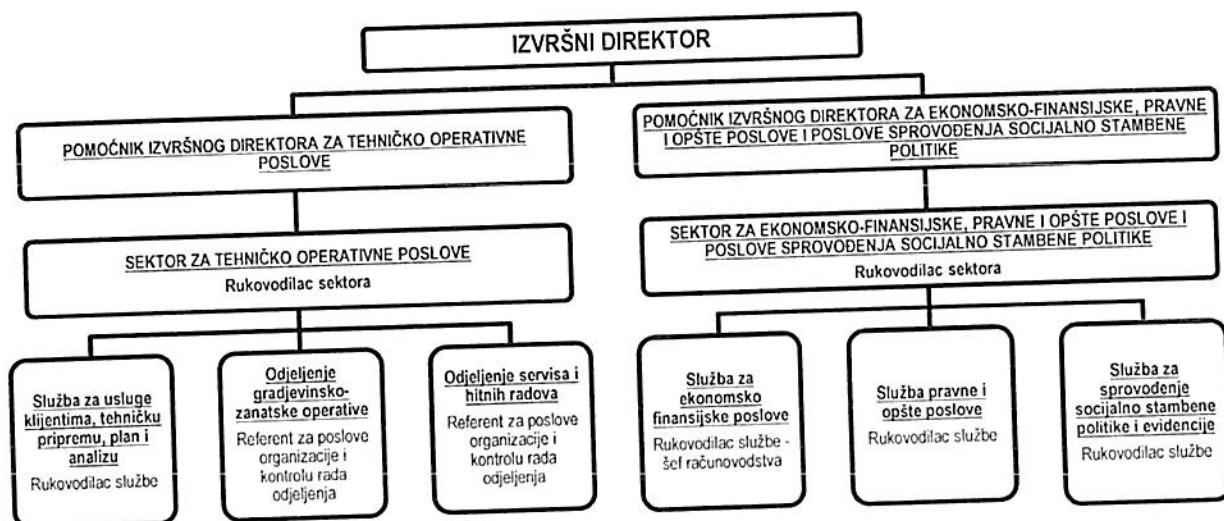 IZVRŠNI DIREKTOR
POMOĆNIK IZVRŠNOG DIREKTORA ZA TEHNIČKO OPERATIVNE
POSLOVE
POMOĆNIK IZVRŠNOG DIREKTORA ZA EKONOMSKO-FINANSIJSKE, PRAVNE
I OPŠTE POSLOVE I POSLOVE SPROVOĐENJA SOCIJALNO STAMBENE
POLITIKE
SEKTOR ZA TEHNIČKO OPERATIVNE POSLOVE
Rukovodilac sektora
SEKTOR ZA EKONOMSKO-FINANSIJSKE, PRAVNE I OPŠTE POSLOVE I
POSLOVE SPROVOĐENJA SOCIJALNO STAMBENE POLITIKE
Rukovodilac sektora
Služba za usluge
klijentima, tehničku
pripremu, plan i
analizu
Rukovodilac službe
Odjeljenje
gradjevinsko-
zanatske operative
Referent za poslove
organizacije i
kontrolu rada
odjeljenja
Odjeljenje servisa i
hitnih radova
Referent za poslove
organizacije i
kontrolu rada
odjeljenja
Služba za
ekonomsko
finansijske poslove
Rukovodilac službe -
šef računovodstva
Služba pravne i
opšte poslove
Rukovodilac službe
Služba za
sprovođenje
socijalno stambene
politike i evidencije
Rukovodilac službe